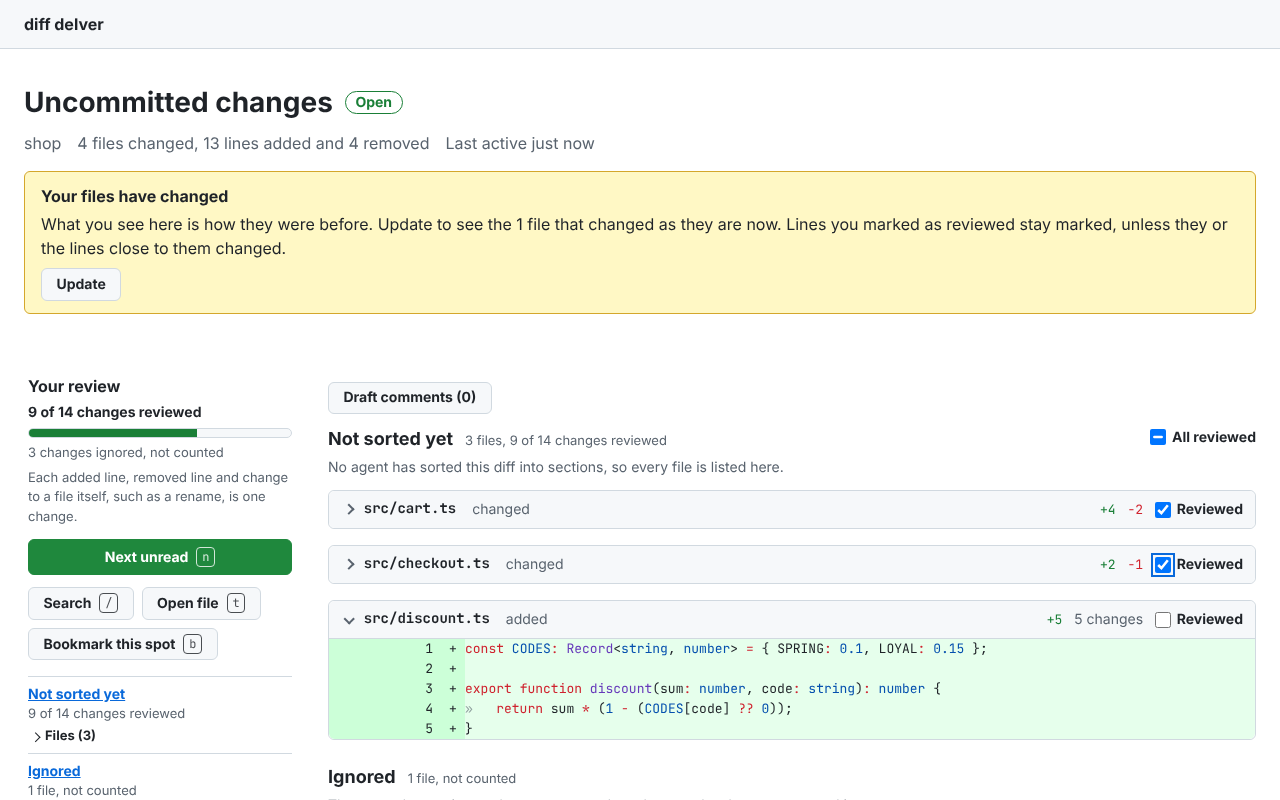 diff delver
Uncommitted changes Open
shop 4 files changed, 13 lines added and 4 removed Last active just now
Your files have changed
What you see here is how they were before. Update to see the 1 file that changed as they are now. Lines you marked as reviewed stay marked, unless they or
the lines close to them changed.
Update
Your review
9 of 14 changes reviewed
3 changes ignored, not counted
Each added line, removed line and change
to a file itself, such as a rename, is one
change.
Next unread n
Search / Open file t
Bookmark this spot b
Not sorted yet
9 of 14 changes reviewed
Files (3)
Ignored
1 file, not counted
Draft comments (0)
Not sorted yet 3 files, 9 of 14 changes reviewed All reviewed
No agent has sorted this diff into sections, so every file is listed here.
src/cart.ts changed +4 -2 Reviewed
src/checkout.ts changed +2 -1 Reviewed
src/discount.ts added +5 5 changes Reviewed
1 + const CODES: Record<string, number> = { SPRING: 0.1, LOYAL: 0.15 };
2 +
3 + export function discount(sum: number, code: string): number {
4 + » return sum * (1 - (CODES[code] ?? 0));
5 + }
Ignored 1 file, not counted